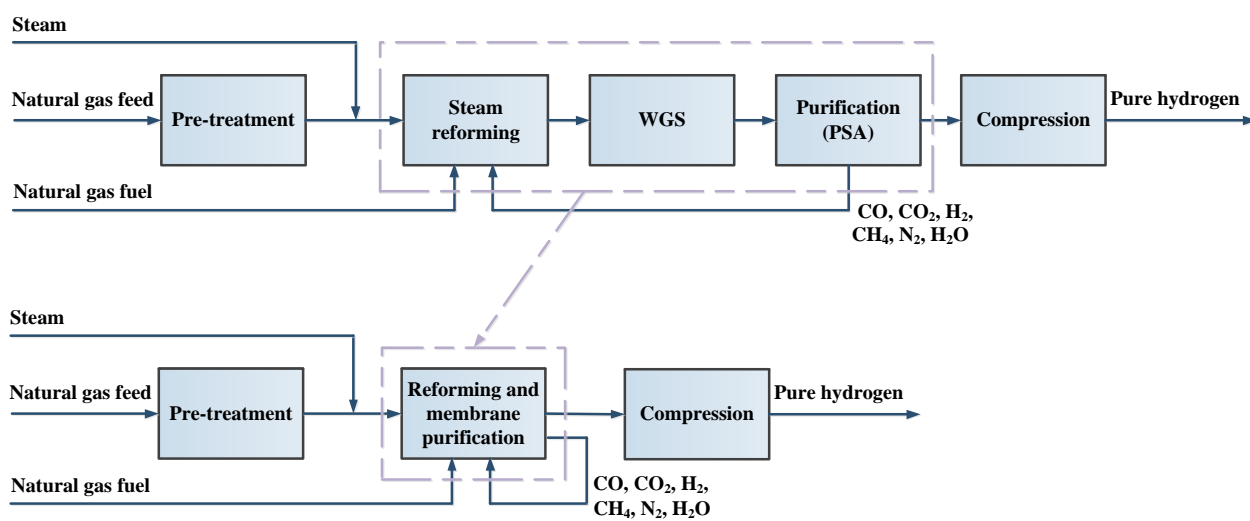 Steam
Natural gas feed
Pre-treatment
Steam
reforming
WGS
Purification
(PSA)
Compression
Pure hydrogen
Natural gas fuel
CO, CO₂, H₂,
CH₄, N₂, H₂O
Steam
Natural gas feed
Pre-treatment
Reforming and
membrane
purification
Compression
Pure hydrogen
Natural gas fuel
CO, CO₂, H₂,
CH₄, N₂, H₂O